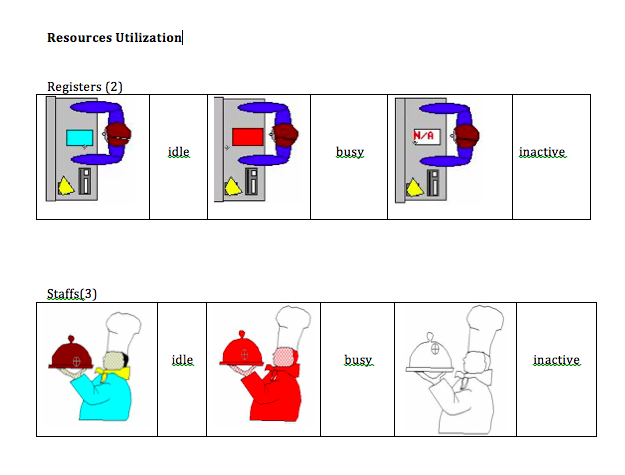 Resources Utilization
Registers (2)
idle
busy
N/A
inactive
Staffs(3)
idle
busy
inactive